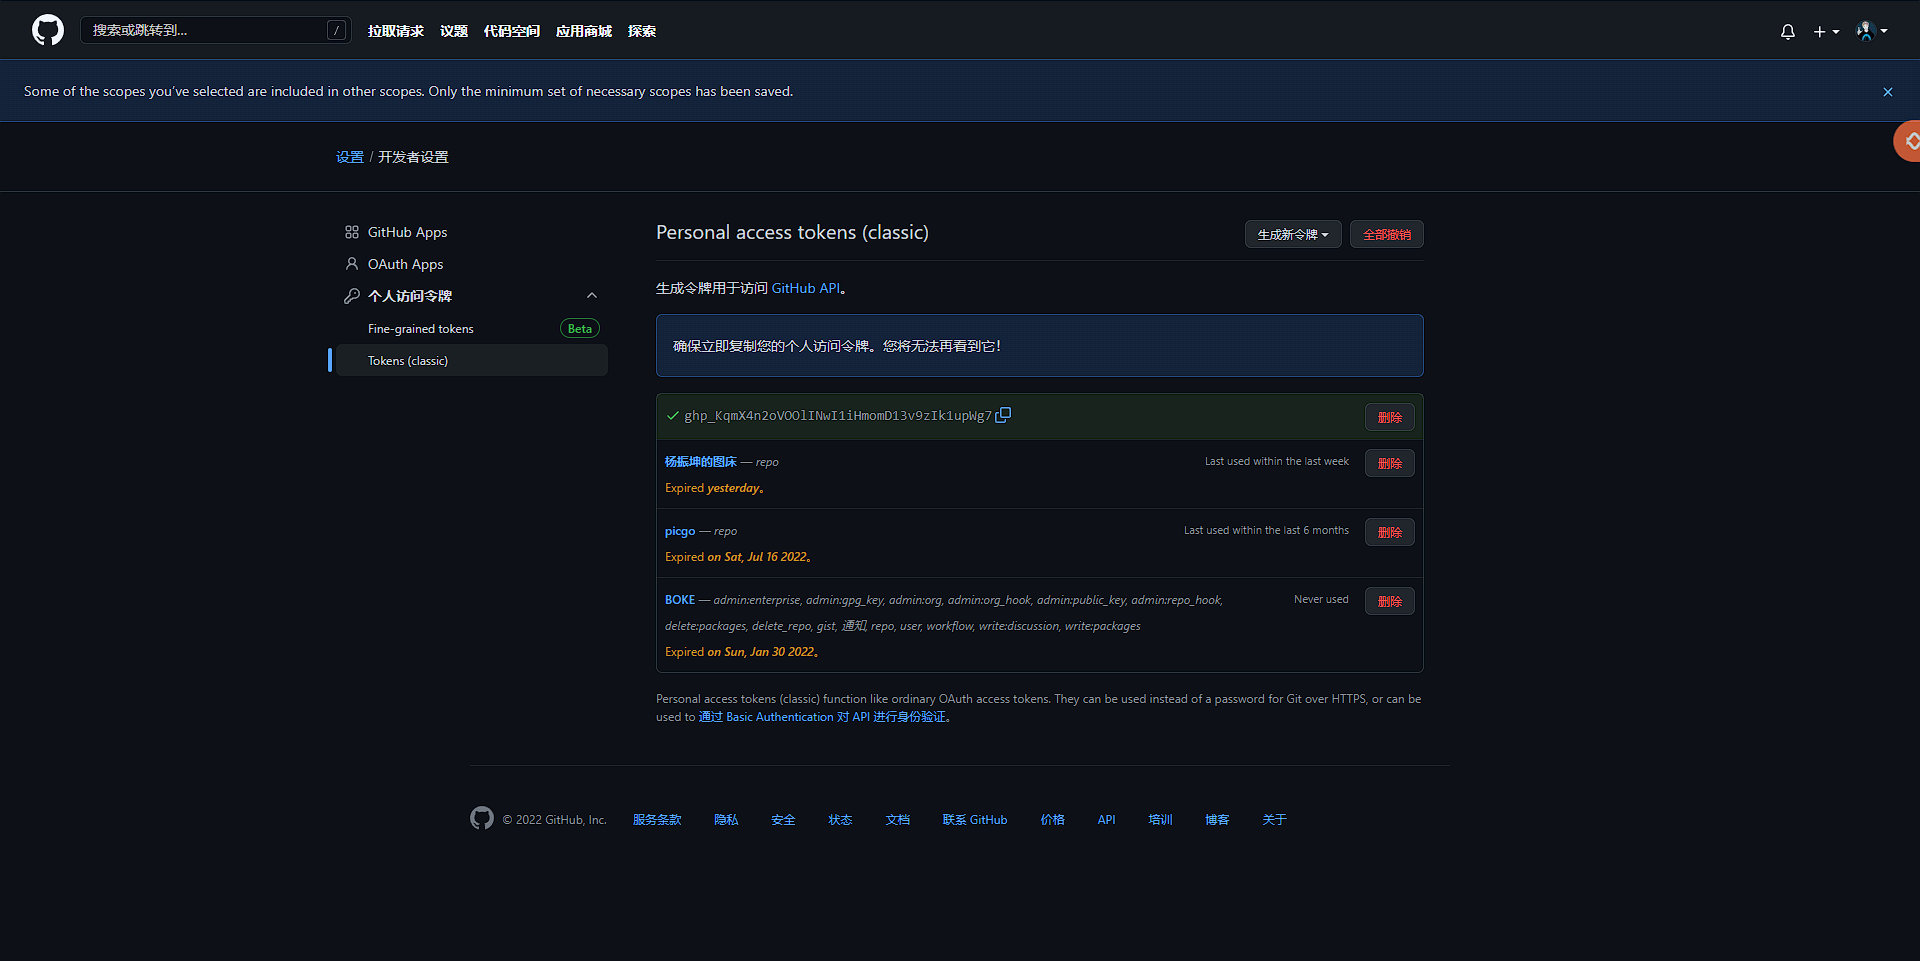 搜索或跳转到... / 拉取请求 议题 代码空间 应用商城 探索
Some of the scopes you've selected are included in other scopes. Only the minimum set of necessary scopes has been saved.
设置 / 开发者设置
GitHub Apps
OAuth Apps
个人访问令牌
Fine-grained tokens Beta
Tokens (classic)
Personal access tokens (classic) 生成新令牌 全部撤销
生成令牌用于访问 GitHub API。
确保立即复制您的个人访问令牌。您将无法再看到它！
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 删除
杨振坤的图床 — repo Last used within the last week 删除
Expired yesterday。
picgo — repo Last used within the last 6 months 删除
Expired on Sat, Jul 16 2022。
BOKE — admin:enterprise, admin:gpg_key, admin:org, admin:org_hook, admin:public_key, admin:repo_hook, Never used 删除
delete:packages, delete_repo, gist, 通知, repo, user, workflow, write:discussion, write:packages
Expired on Sun, Jan 30 2022。
Personal access tokens (classic) function like ordinary OAuth access tokens. They can be used instead of a password for Git over HTTPS, or can be
used to 通过 Basic Authentication 对 API 进行身份验证。
© 2022 GitHub, Inc. 服务条款 隐私 安全 状态 文档 联系 GitHub 价格 API 培训 博客 关于